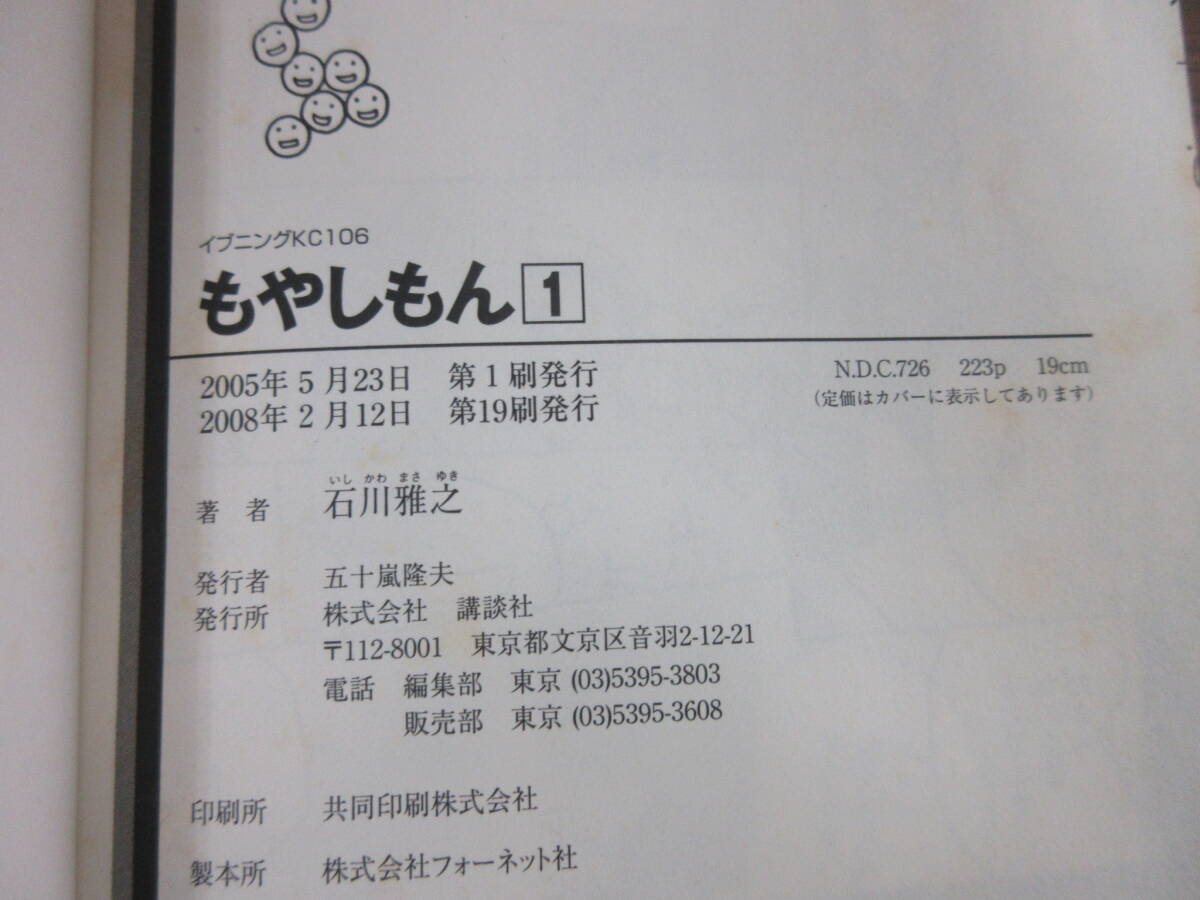 イブニングKC106
もやしもん1
2005年5月23日 第1刷発行
2008年2月12日 第19刷発行
N.D.C.726 223p 19cm
(定価はカバーに表示してあります)
いし かわ まさ ゆき
著 者 石川雅之
発行者 五十嵐隆夫
発行所 株式会社 講談社
〒112-8001 東京都文京区音羽2-12-21
電話 編集部 東京 (03)5395-3803
販売部 東京 (03)5395-3608
印刷所 共同印刷株式会社
製本所 株式会社フォーネット社